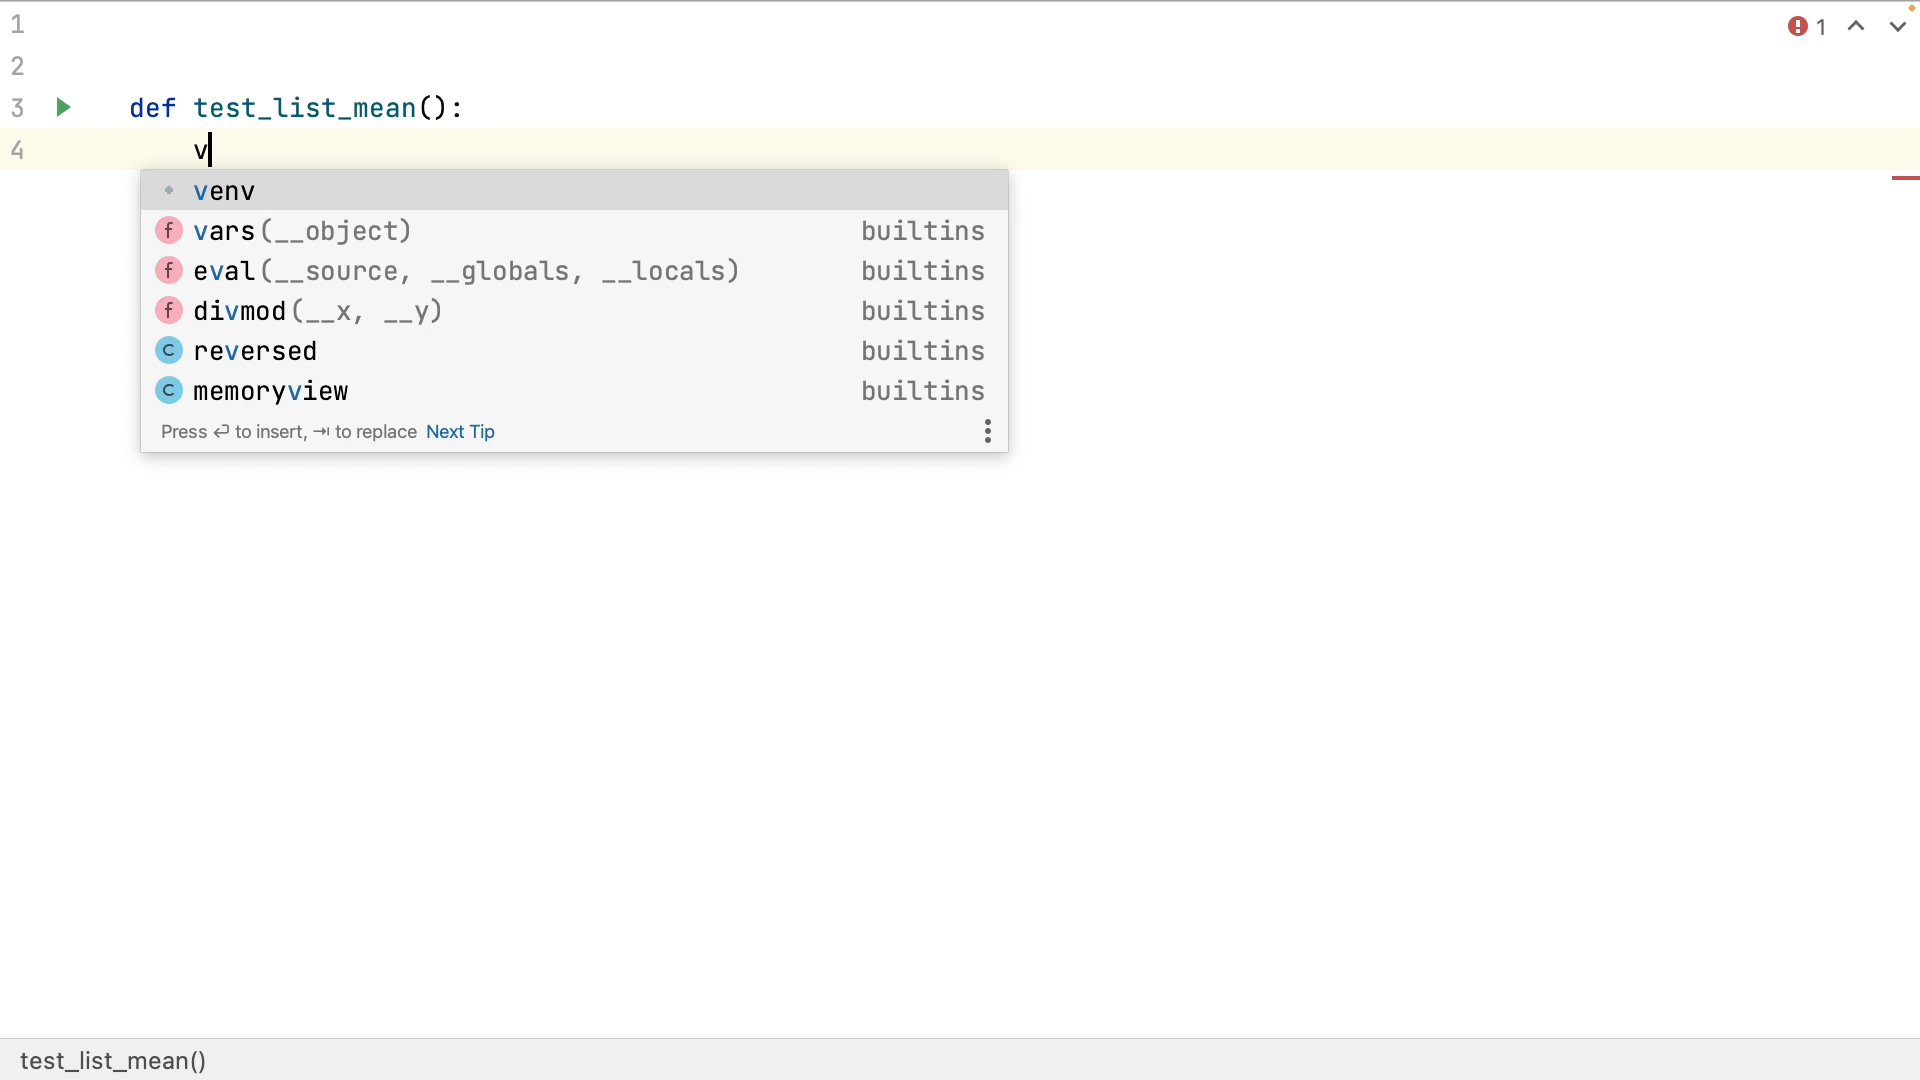 1
1
2
3 def test_list_mean():
4 v
venv
f vars(__object) builtins
f eval(__source, __globals, __locals) builtins
f divmod(__x, __y) builtins
C reversed builtins
C memoryview builtins
Press ↵ to insert, ⇥ to replace Next Tip
test_list_mean()